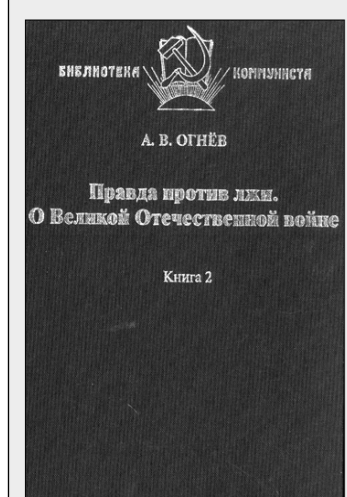 БИБЛИОТЕКА КОММУНИСТА
А. В. ОГНЁВ
Правда против лжи.
О Великой Отечественной войне
Книга 2